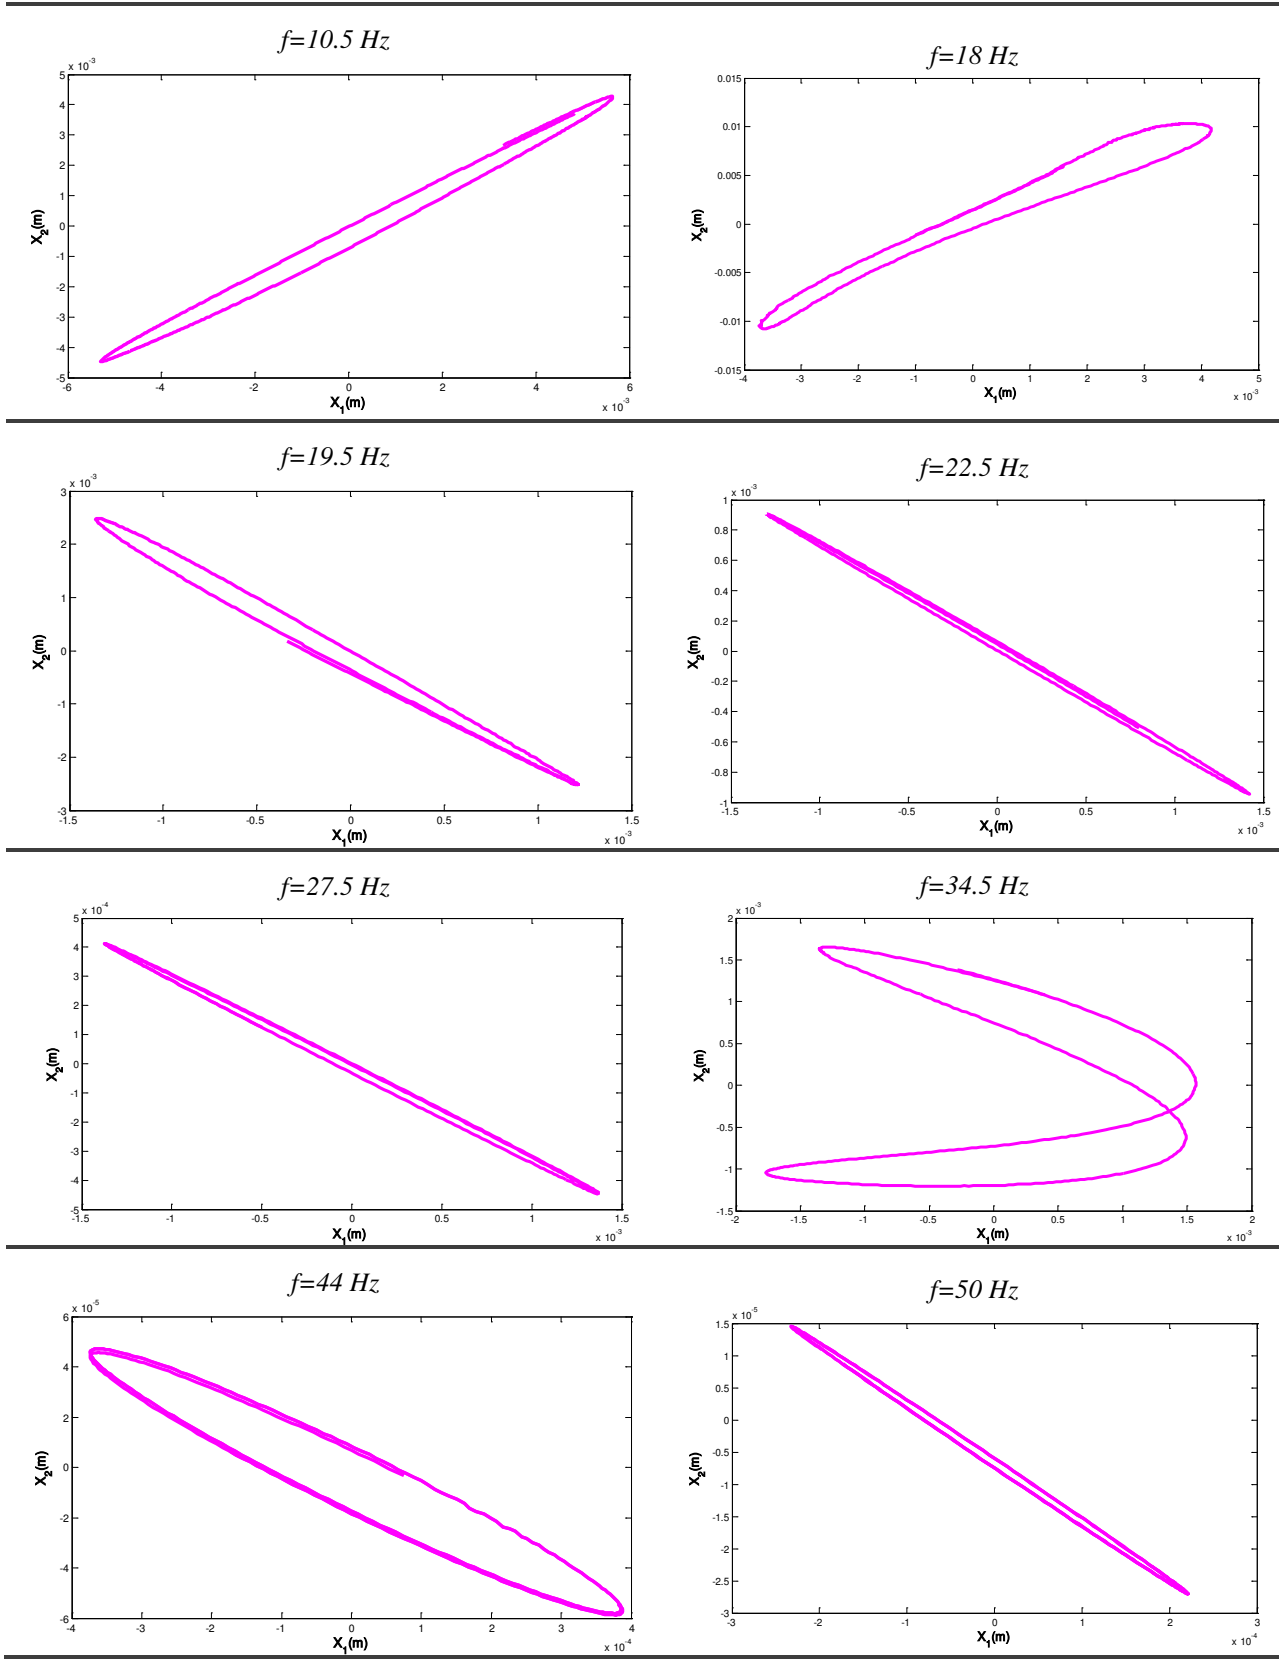 f=10.5 Hz
x 10⁻³
5
4
3
2
1
0
-1
-2
-3
-4
-5
X₂(m)
-6 -4 -2 0 2 4 6
X₁(m)
x 10⁻³
f=18 Hz
0.015
0.01
0.005
0
-0.005
-0.01
-0.015
X₂(m)
-4 -3 -2 -1 0 1 2 3 4 5
X₁(m)
x 10⁻³
f=19.5 Hz
x 10⁻³
3
2
1
0
-1
-2
-3
X₂(m)
-1.5 -1 -0.5 0 0.5 1 1.5
X₁(m)
x 10⁻³
f=22.5 Hz
x 10⁻³
1
0.8
0.6
0.4
0.2
0
-0.2
-0.4
-0.6
-0.8
-1
X₂(m)
-1.5 -1 -0.5 0 0.5 1 1.5
X₁(m)
x 10⁻³
f=27.5 Hz
x 10⁻⁴
5
4
3
2
1
0
-1
-2
-3
-4
-5
X₂(m)
-1.5 -1 -0.5 0 0.5 1 1.5
X₁(m)
x 10⁻³
f=34.5 Hz
x 10⁻³
2
1.5
1
0.5
0
-0.5
-1
-1.5
X₂(m)
-2 -1.5 -1 -0.5 0 0.5 1 1.5 2
X₁(m)
x 10⁻³
f=44 Hz
x 10⁻⁵
6
4
2
0
-2
-4
-6
X₂(m)
-4 -3 -2 -1 0 1 2 3 4
X₁(m)
x 10⁻⁴
f=50 Hz
x 10⁻⁵
1.5
1
0.5
0
-0.5
-1
-1.5
-2
-2.5
-3
X₂(m)
-3 -2 -1 0 1 2 3
X₁(m)
x 10⁻⁴